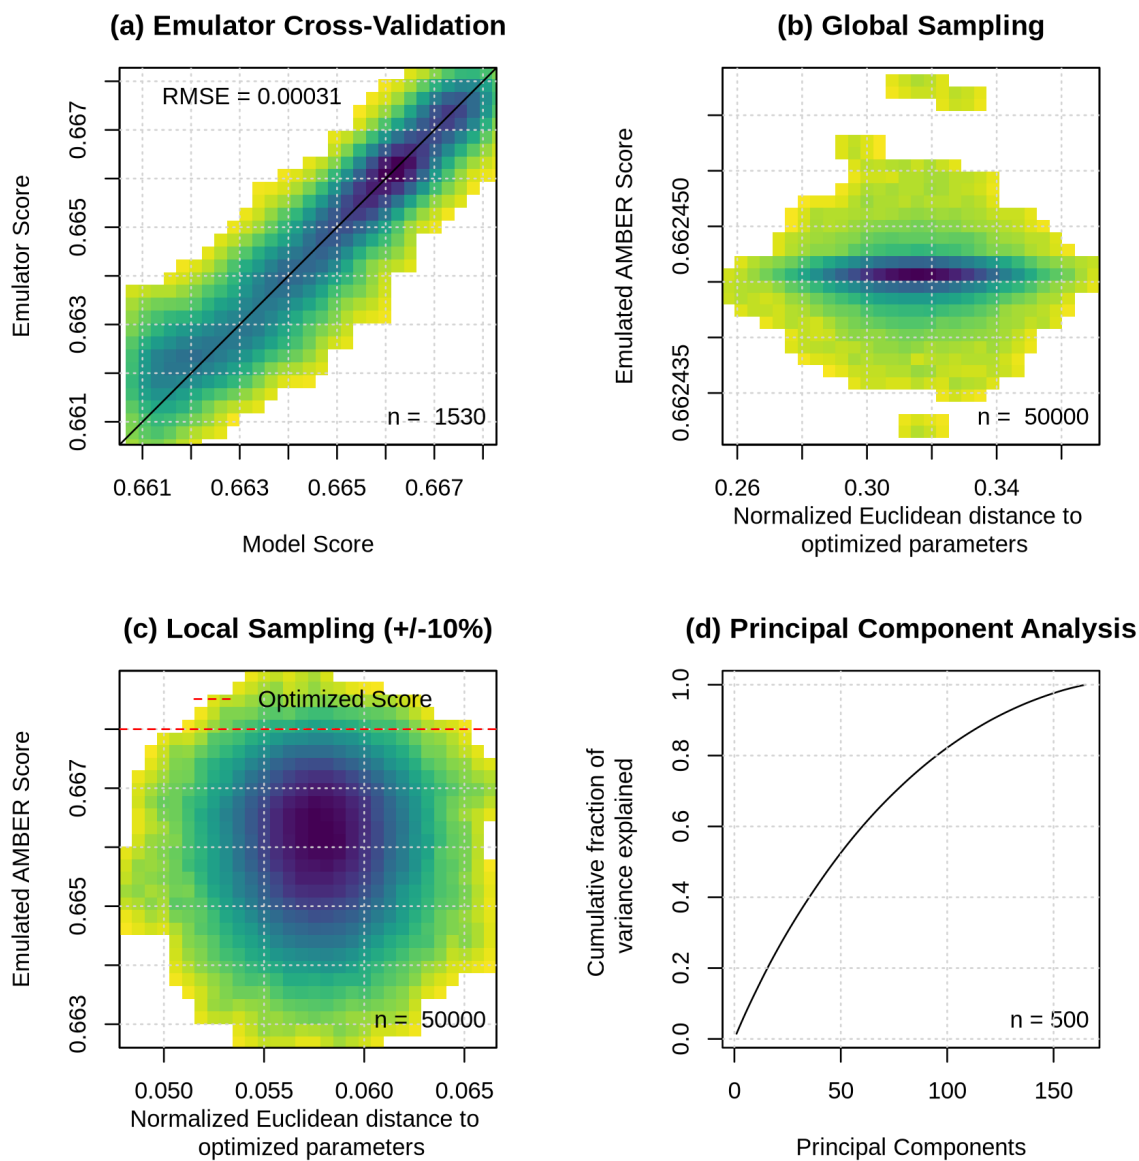 (a) Emulator Cross-Validation
RMSE = 0.00031
n = 1530
Emulator Score
0.667
0.665
0.663
0.661
0.661 0.663 0.665 0.667
Model Score
(b) Global Sampling
n = 50000
Emulated AMBER Score
0.662450
0.662435
0.26 0.30 0.34
Normalized Euclidean distance to
optimized parameters
(c) Local Sampling (+/-10%)
Optimized Score
n = 50000
Emulated AMBER Score
0.667
0.665
0.663
0.050 0.055 0.060 0.065
Normalized Euclidean distance to
optimized parameters
(d) Principal Component Analysis
n = 500
Cumulative fraction of
variance explained
1.0
0.8
0.6
0.4
0.2
0.0
0 50 100 150
Principal Components